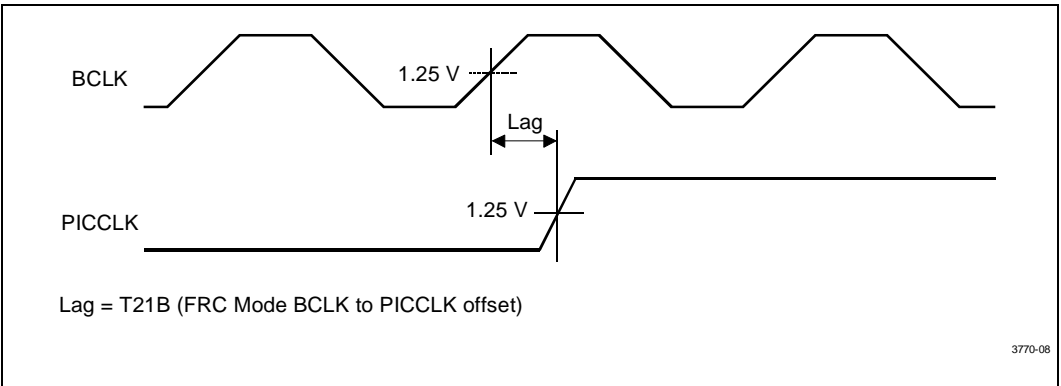 BCLK
1.25 V
Lag
1.25 V
PICCLK
Lag = T21B (FRC Mode BCLK to PICCLK offset)
3770-08